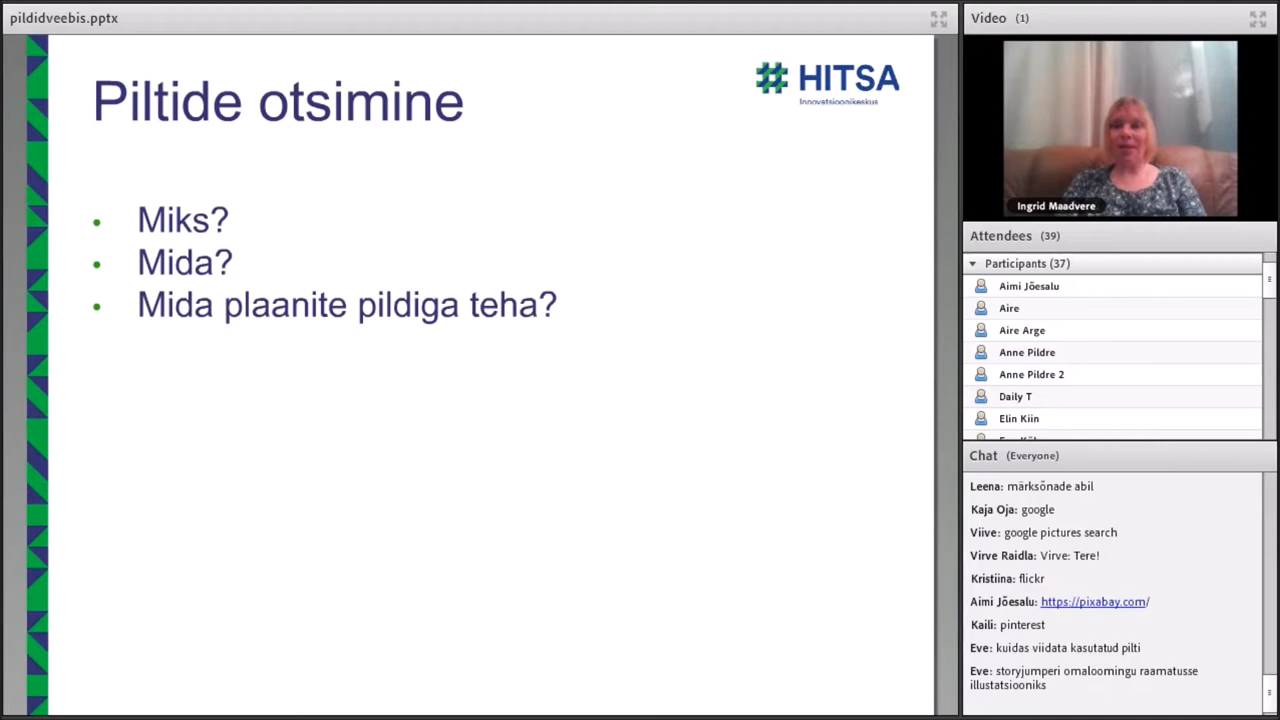 pildidveebis.pptx
Piltide otsimine
HITSA
Innovatsioonikeskus
• Miks?
• Mida?
• Mida plaanite pildiga teha?
Video (1)
Ingrid Maadvere
Attendees (39)
Participants (37)
Aimi Jõesalu
Aire
Aire Arge
Anne Pildre
Anne Pildre 2
Daily T
Elin Kiin
Chat (Everyone)
Leena: märksõnade abil
Kaja Oja: google
Viive: google pictures search
Virve Raidla: Virve: Tere!
Kristiina: flickr
Aimi Jõesalu: https://pixabay.com/
Kaili: pinterest
Eve: kuidas viidata kasutatud pilti
Eve: storyjumperi omaloomingu raamatusse
illustatsiooniks